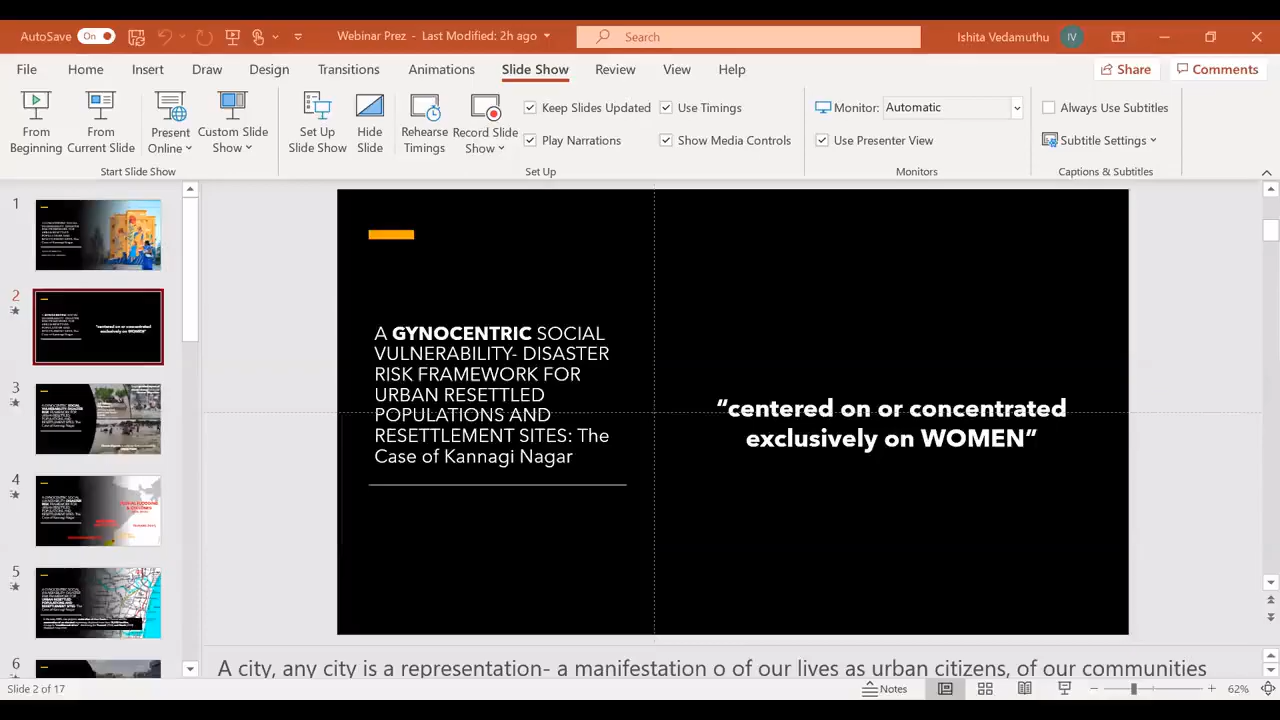 AutoSave On
Webinar Prez - Last Modified: 2h ago
Search
Ishita Vedamuthu IV
File Home Insert Draw Design Transitions Animations Slide Show Review View Help Share Comments
From Beginning
From Current Slide
Present Online
Custom Slide Show
Start Slide Show
Set Up Slide Show
Hide Slide
Rehearse Timings
Record Slide Show
Keep Slides Updated
Play Narrations
Use Timings
Show Media Controls
Set Up
Monitor: Automatic
Use Presenter View
Monitors
Always Use Subtitles
Subtitle Settings
Captions & Subtitles
1
2
3
4
5
6
A GYNOCENTRIC SOCIAL
VULNERABILITY- DISASTER
RISK FRAMEWORK FOR
URBAN RESETTLED
POPULATIONS AND
RESETTLEMENT SITES: The
Case of Kannagi Nagar
“centered on or concentrated
exclusively on WOMEN”
A city, any city is a representation- a manifestation o of our lives as urban citizens, of our communities
Slide 2 of 17
Notes
62%